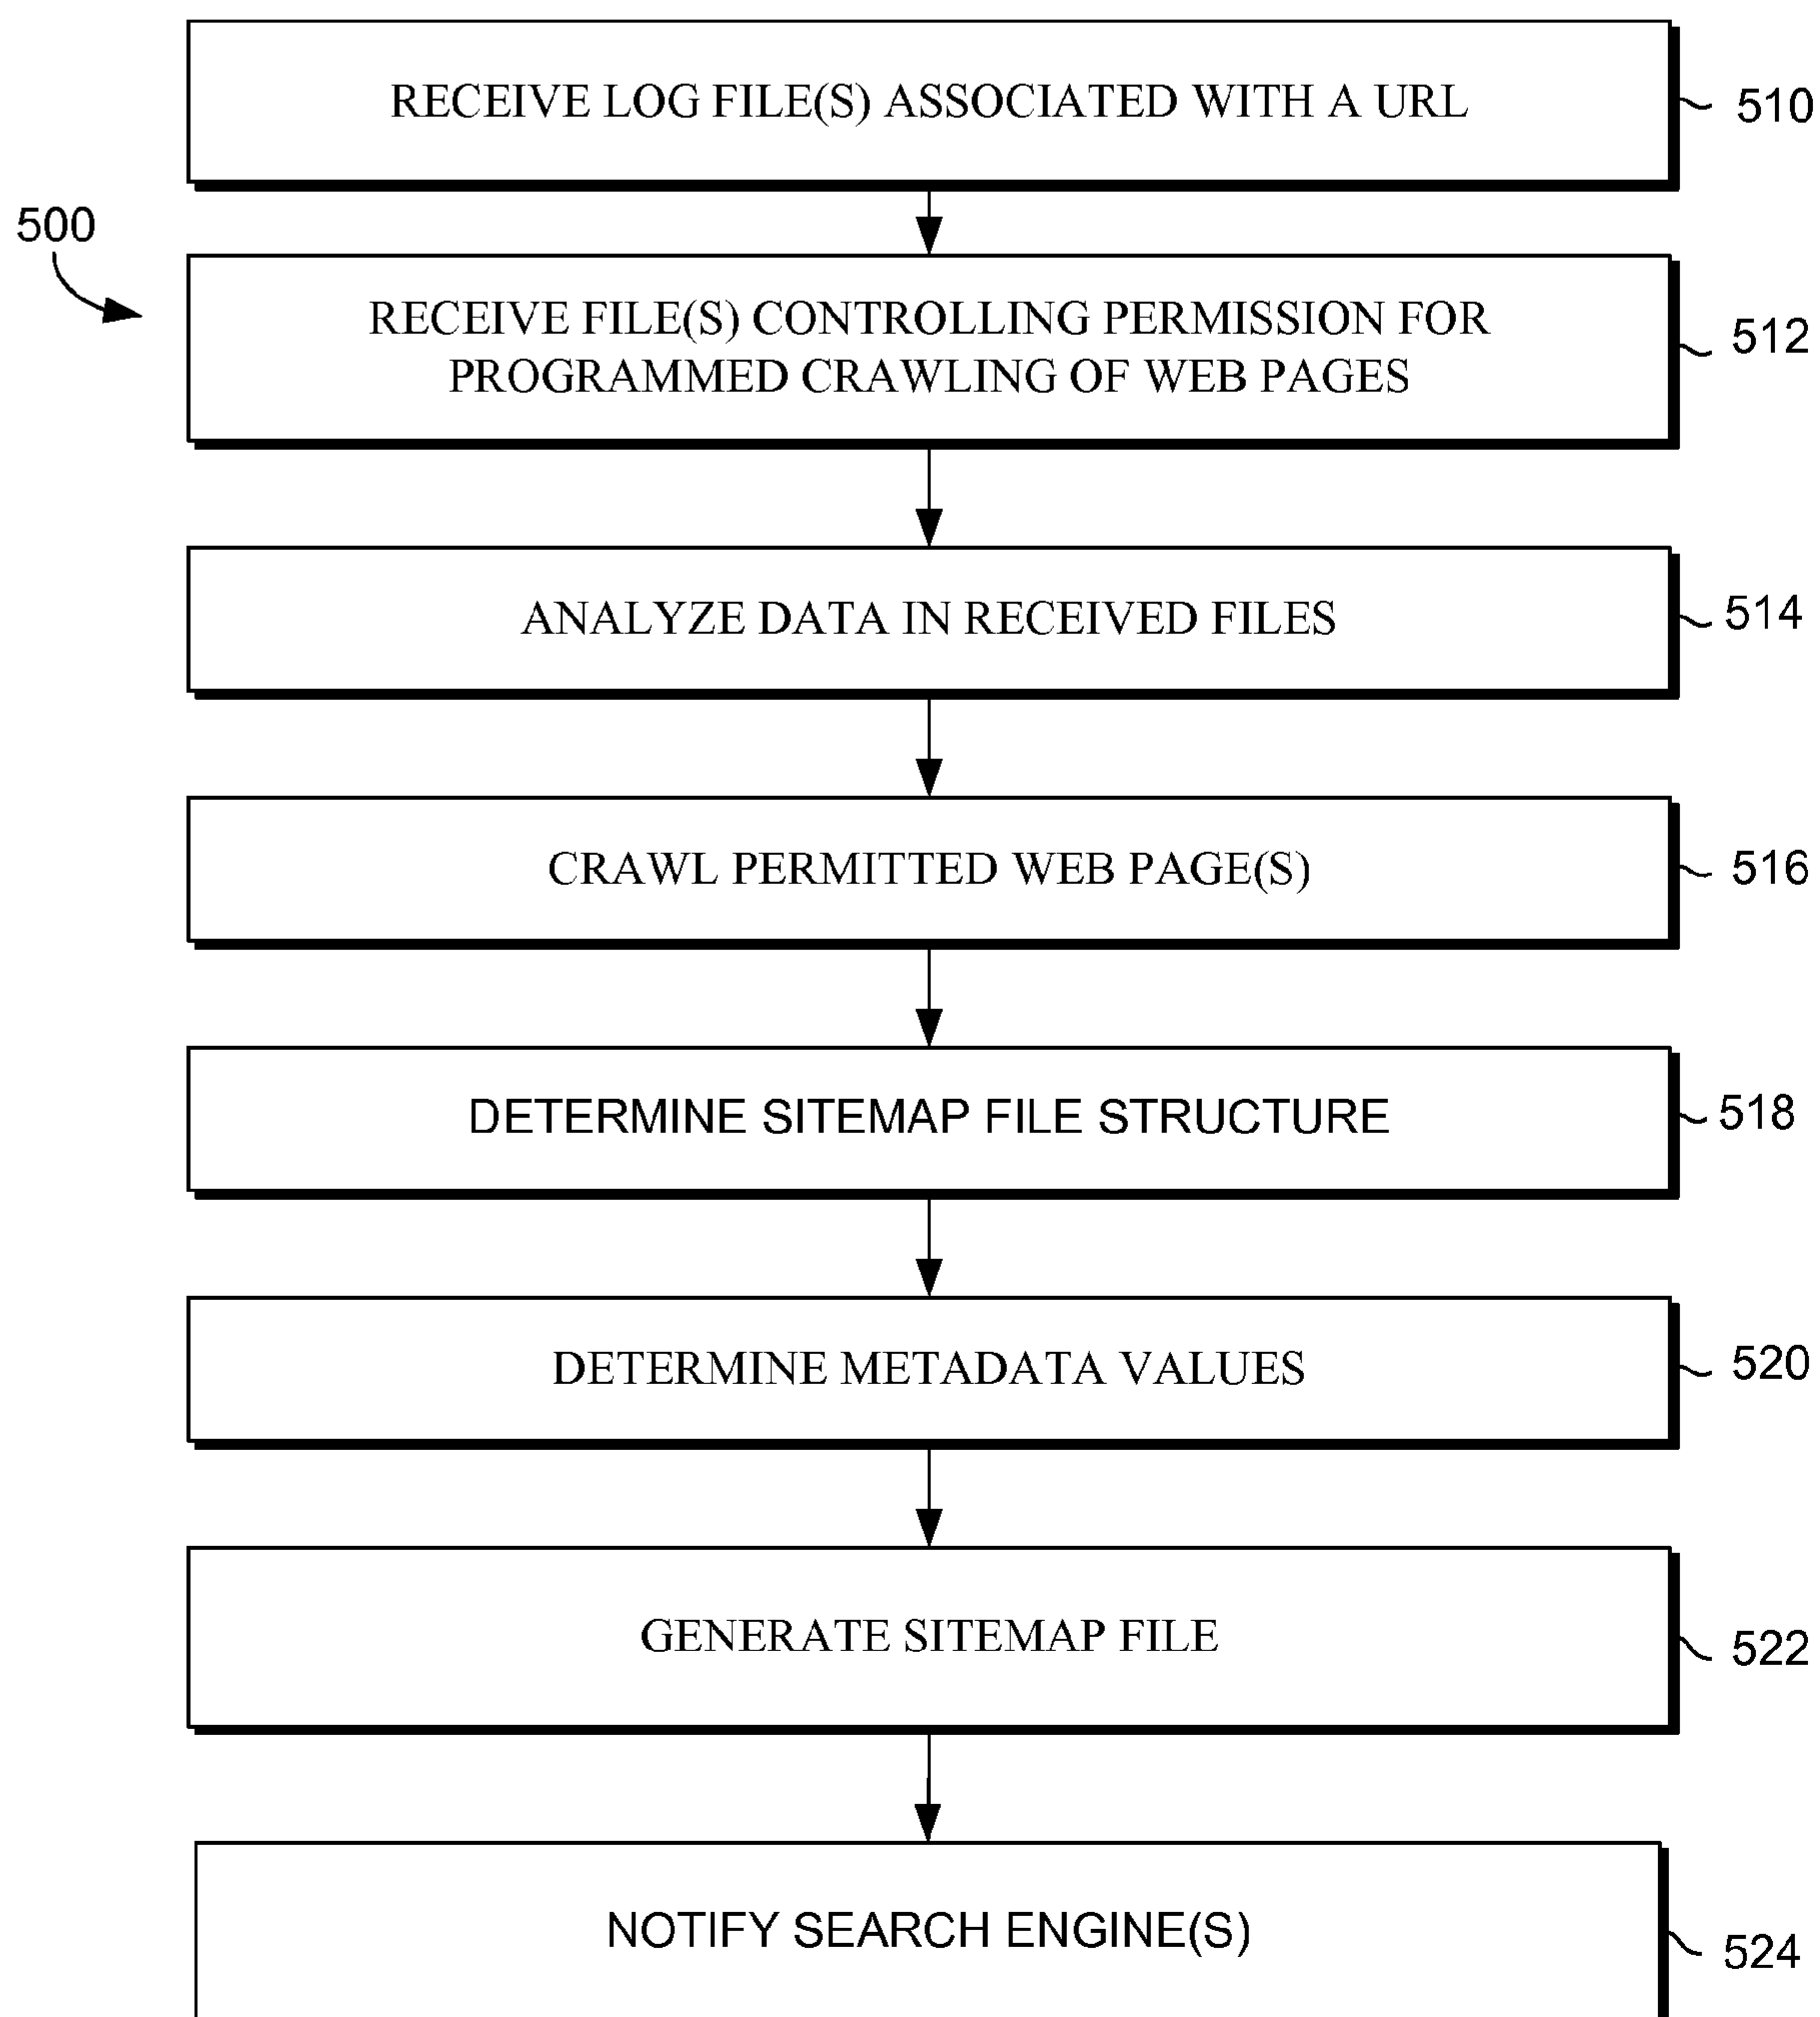 RECEIVE LOG FILE(S) ASSOCIATED WITH A URL
510
500
RECEIVE FILE(S) CONTROLLING PERMISSION FOR
PROGRAMMED CRAWLING OF WEB PAGES
512
ANALYZE DATA IN RECEIVED FILES
514
CRAWL PERMITTED WEB PAGE(S)
516
DETERMINE SITEMAP FILE STRUCTURE
518
DETERMINE METADATA VALUES
520
GENERATE SITEMAP FILE
522
NOTIFY SEARCH ENGINE(S)
524